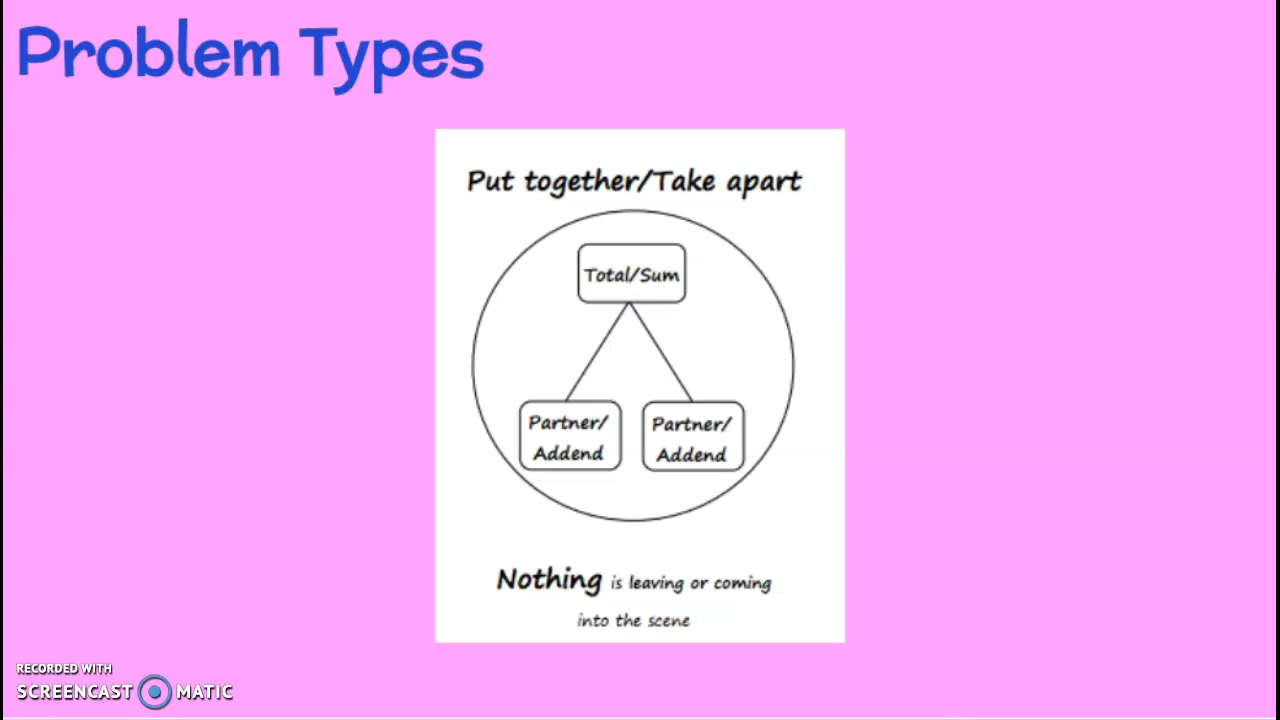 Problem Types
Put together/Take apart
Total/Sum
Partner/
Addend
Partner/
Addend
Nothing is leaving or coming
into the scene
RECORDED WITH
SCREENCAST MATIC